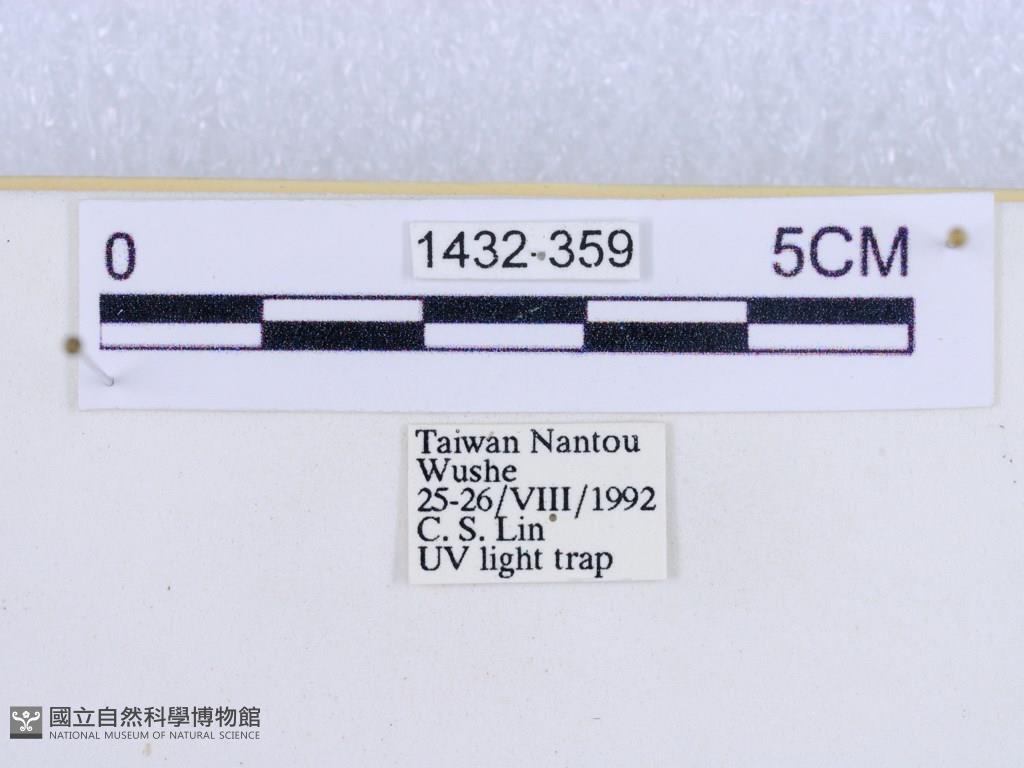 0 1432-359 5CM
Taiwan Nantou
Wushe
25-26/VIII/1992
C. S. Lin
UV light trap
國立自然科學博物館
NATIONAL MUSEUM OF NATURAL SCIENCE